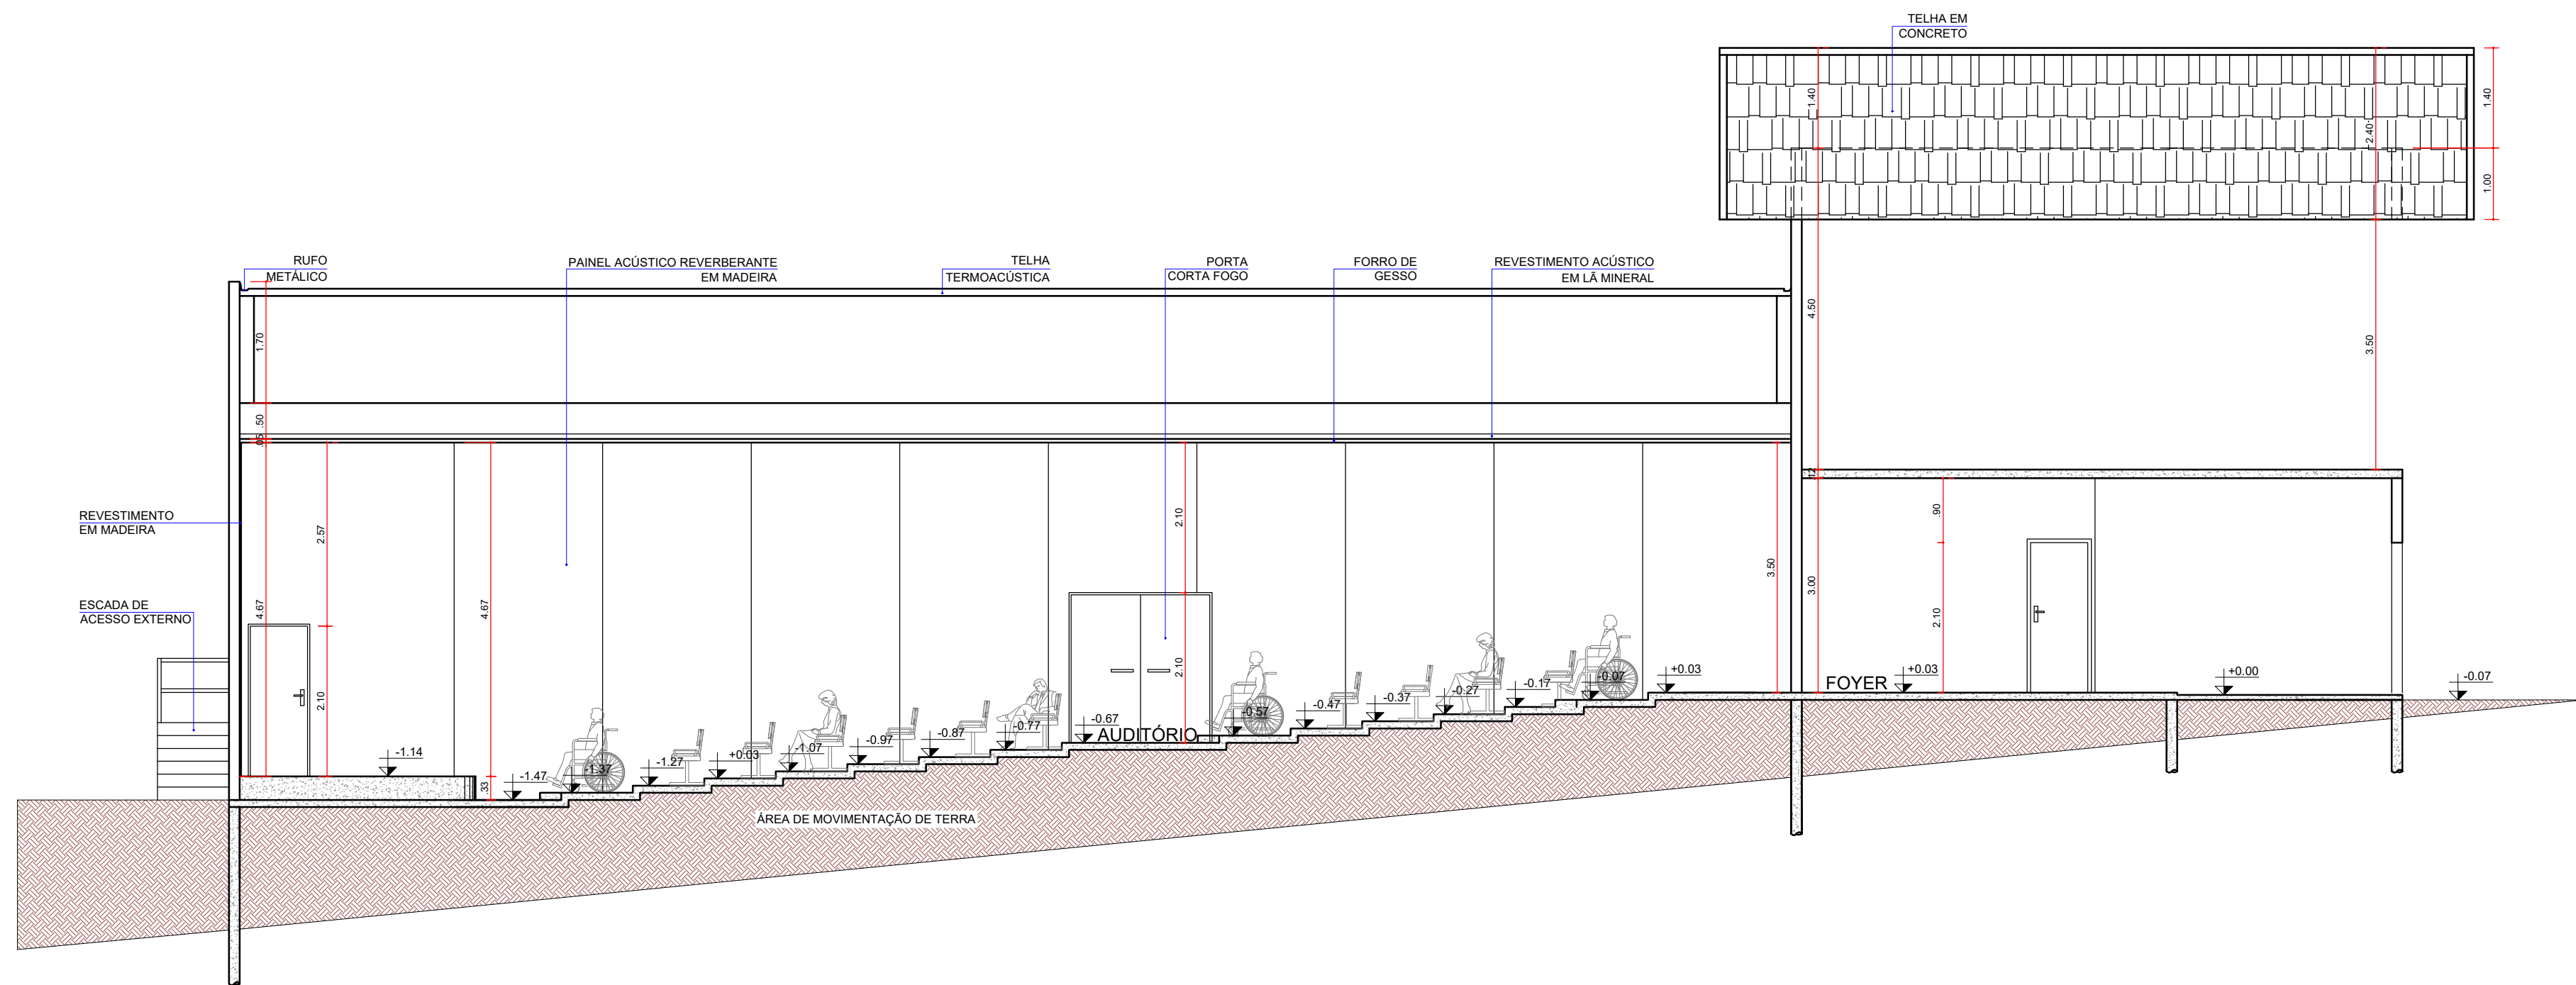 TELHA EM
CONCRETO
1.40
1.40
2.40
1.00
RUFO
METÁLICO
PAINEL ACÚSTICO REVERBERANTE
EM MADEIRA
TELHA
TERMOACÚSTICA
PORTA
CORTA FOGO
FORRO DE
GESSO
REVESTIMENTO ACÚSTICO
EM LÃ MINERAL
1.70
4.50
3.50
.50
.05
.12
REVESTIMENTO
EM MADEIRA
2.57
2.10
.90
3.50
3.00
2.10
ESCADA DE
ACESSO EXTERNO
4.67
4.67
2.10
2.10
+0.03
FOYER
+0.03
+0.00
-0.07
-0.07
-0.17
-0.27
-0.37
-0.47
-0.57
-0.67
AUDITÓRIO
-0.77
-0.87
-0.97
-1.07
+0.03
-1.27
-1.37
-1.47
-1.14
.33
ÁREA DE MOVIMENTAÇÃO DE TERRA